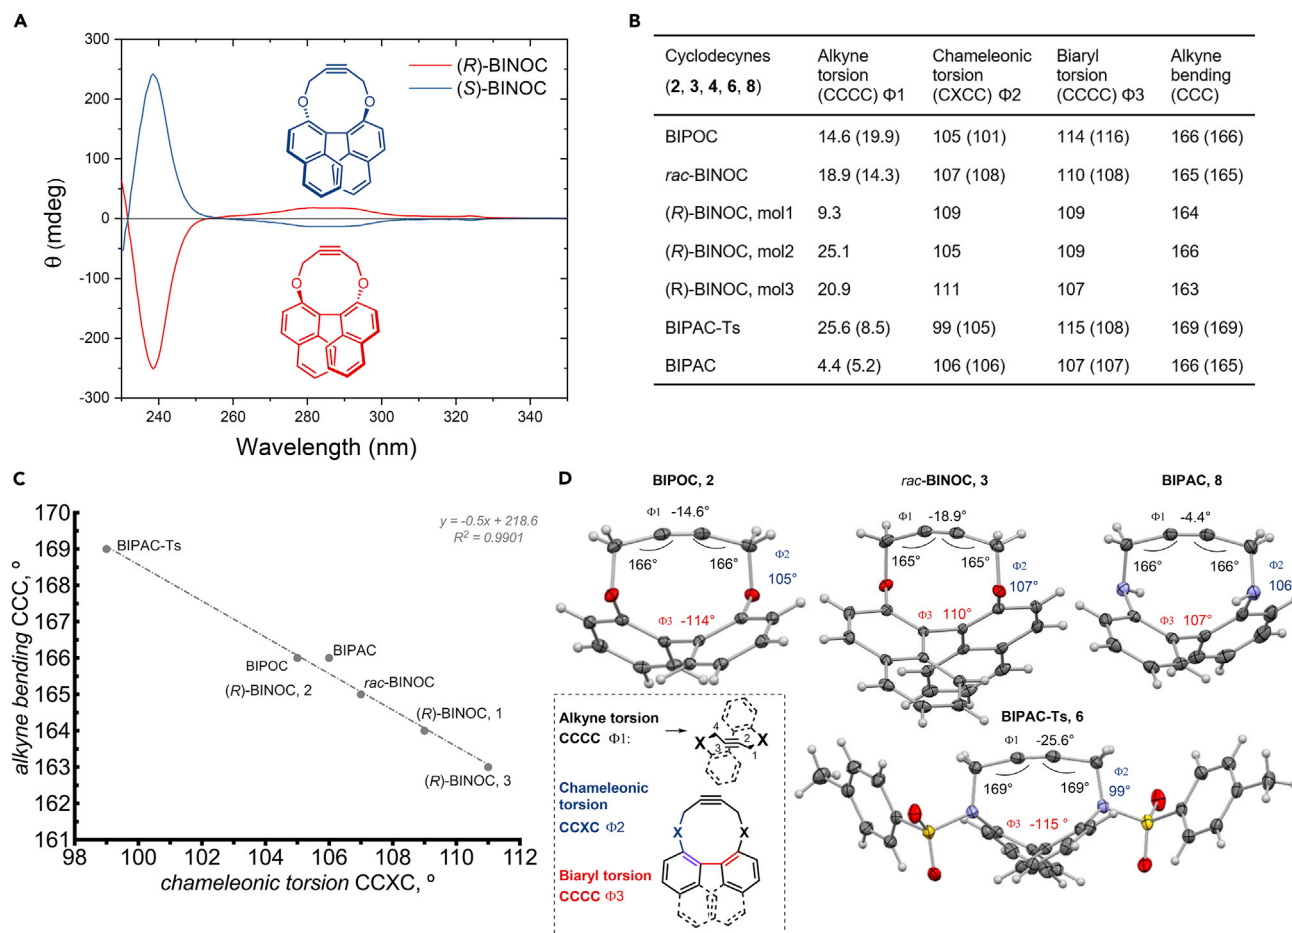 A
300
200
100
0
-100
-200
-300
θ (mdeg)
(R)-BINOC
(S)-BINOC
O
O
O
O
240
260
280
300
320
340
Wavelength (nm)
B
Cyclodecynes
(2, 3, 4, 6, 8)
Alkyne
torsion
(CCCC) Φ1
Chameleonic
torsion
(CXCC) Φ2
Biaryl
torsion
(CCCC) Φ3
Alkyne
bending
(CCC)
BIPOC 14.6 (19.9) 105 (101) 114 (116) 166 (166)
rac-BINOC 18.9 (14.3) 107 (108) 110 (108) 165 (165)
(R)-BINOC, mol1 9.3 109 109 164
(R)-BINOC, mol2 25.1 105 109 166
(R)-BINOC, mol3 20.9 111 107 163
BIPAC-Ts 25.6 (8.5) 99 (105) 115 (108) 169 (169)
BIPAC 4.4 (5.2) 106 (106) 107 (107) 166 (165)
C
170
169
168
167
166
165
164
163
162
161
alkyne bending CCC, º
y = -0.5x + 218.6
R² = 0.9901
BIPAC-Ts
BIPOC
BIPAC
(R)-BINOC, 2
rac-BINOC
(R)-BINOC, 1
(R)-BINOC, 3
98
100
102
104
106
108
110
112
chameleonic torsion CCXC, º
D
BIPOC, 2
Φ1 -14.6°
166° 166°
Φ2
105°
Φ3 -114°
rac-BINOC, 3
Φ1 -18.9°
165° 165°
Φ2
107°
Φ3 110°
BIPAC, 8
Φ1 -4.4°
166° 166°
Φ2
106
Φ3 107°
Alkyne torsion
CCCC Φ1:
X
4
3
2
1
X
Chameleonic
torsion
CCXC Φ2
X
X
Biaryl torsion
CCCC Φ3
BIPAC-Ts, 6
Φ1 -25.6°
169° 169°
Φ2
99°
Φ3 -115 °